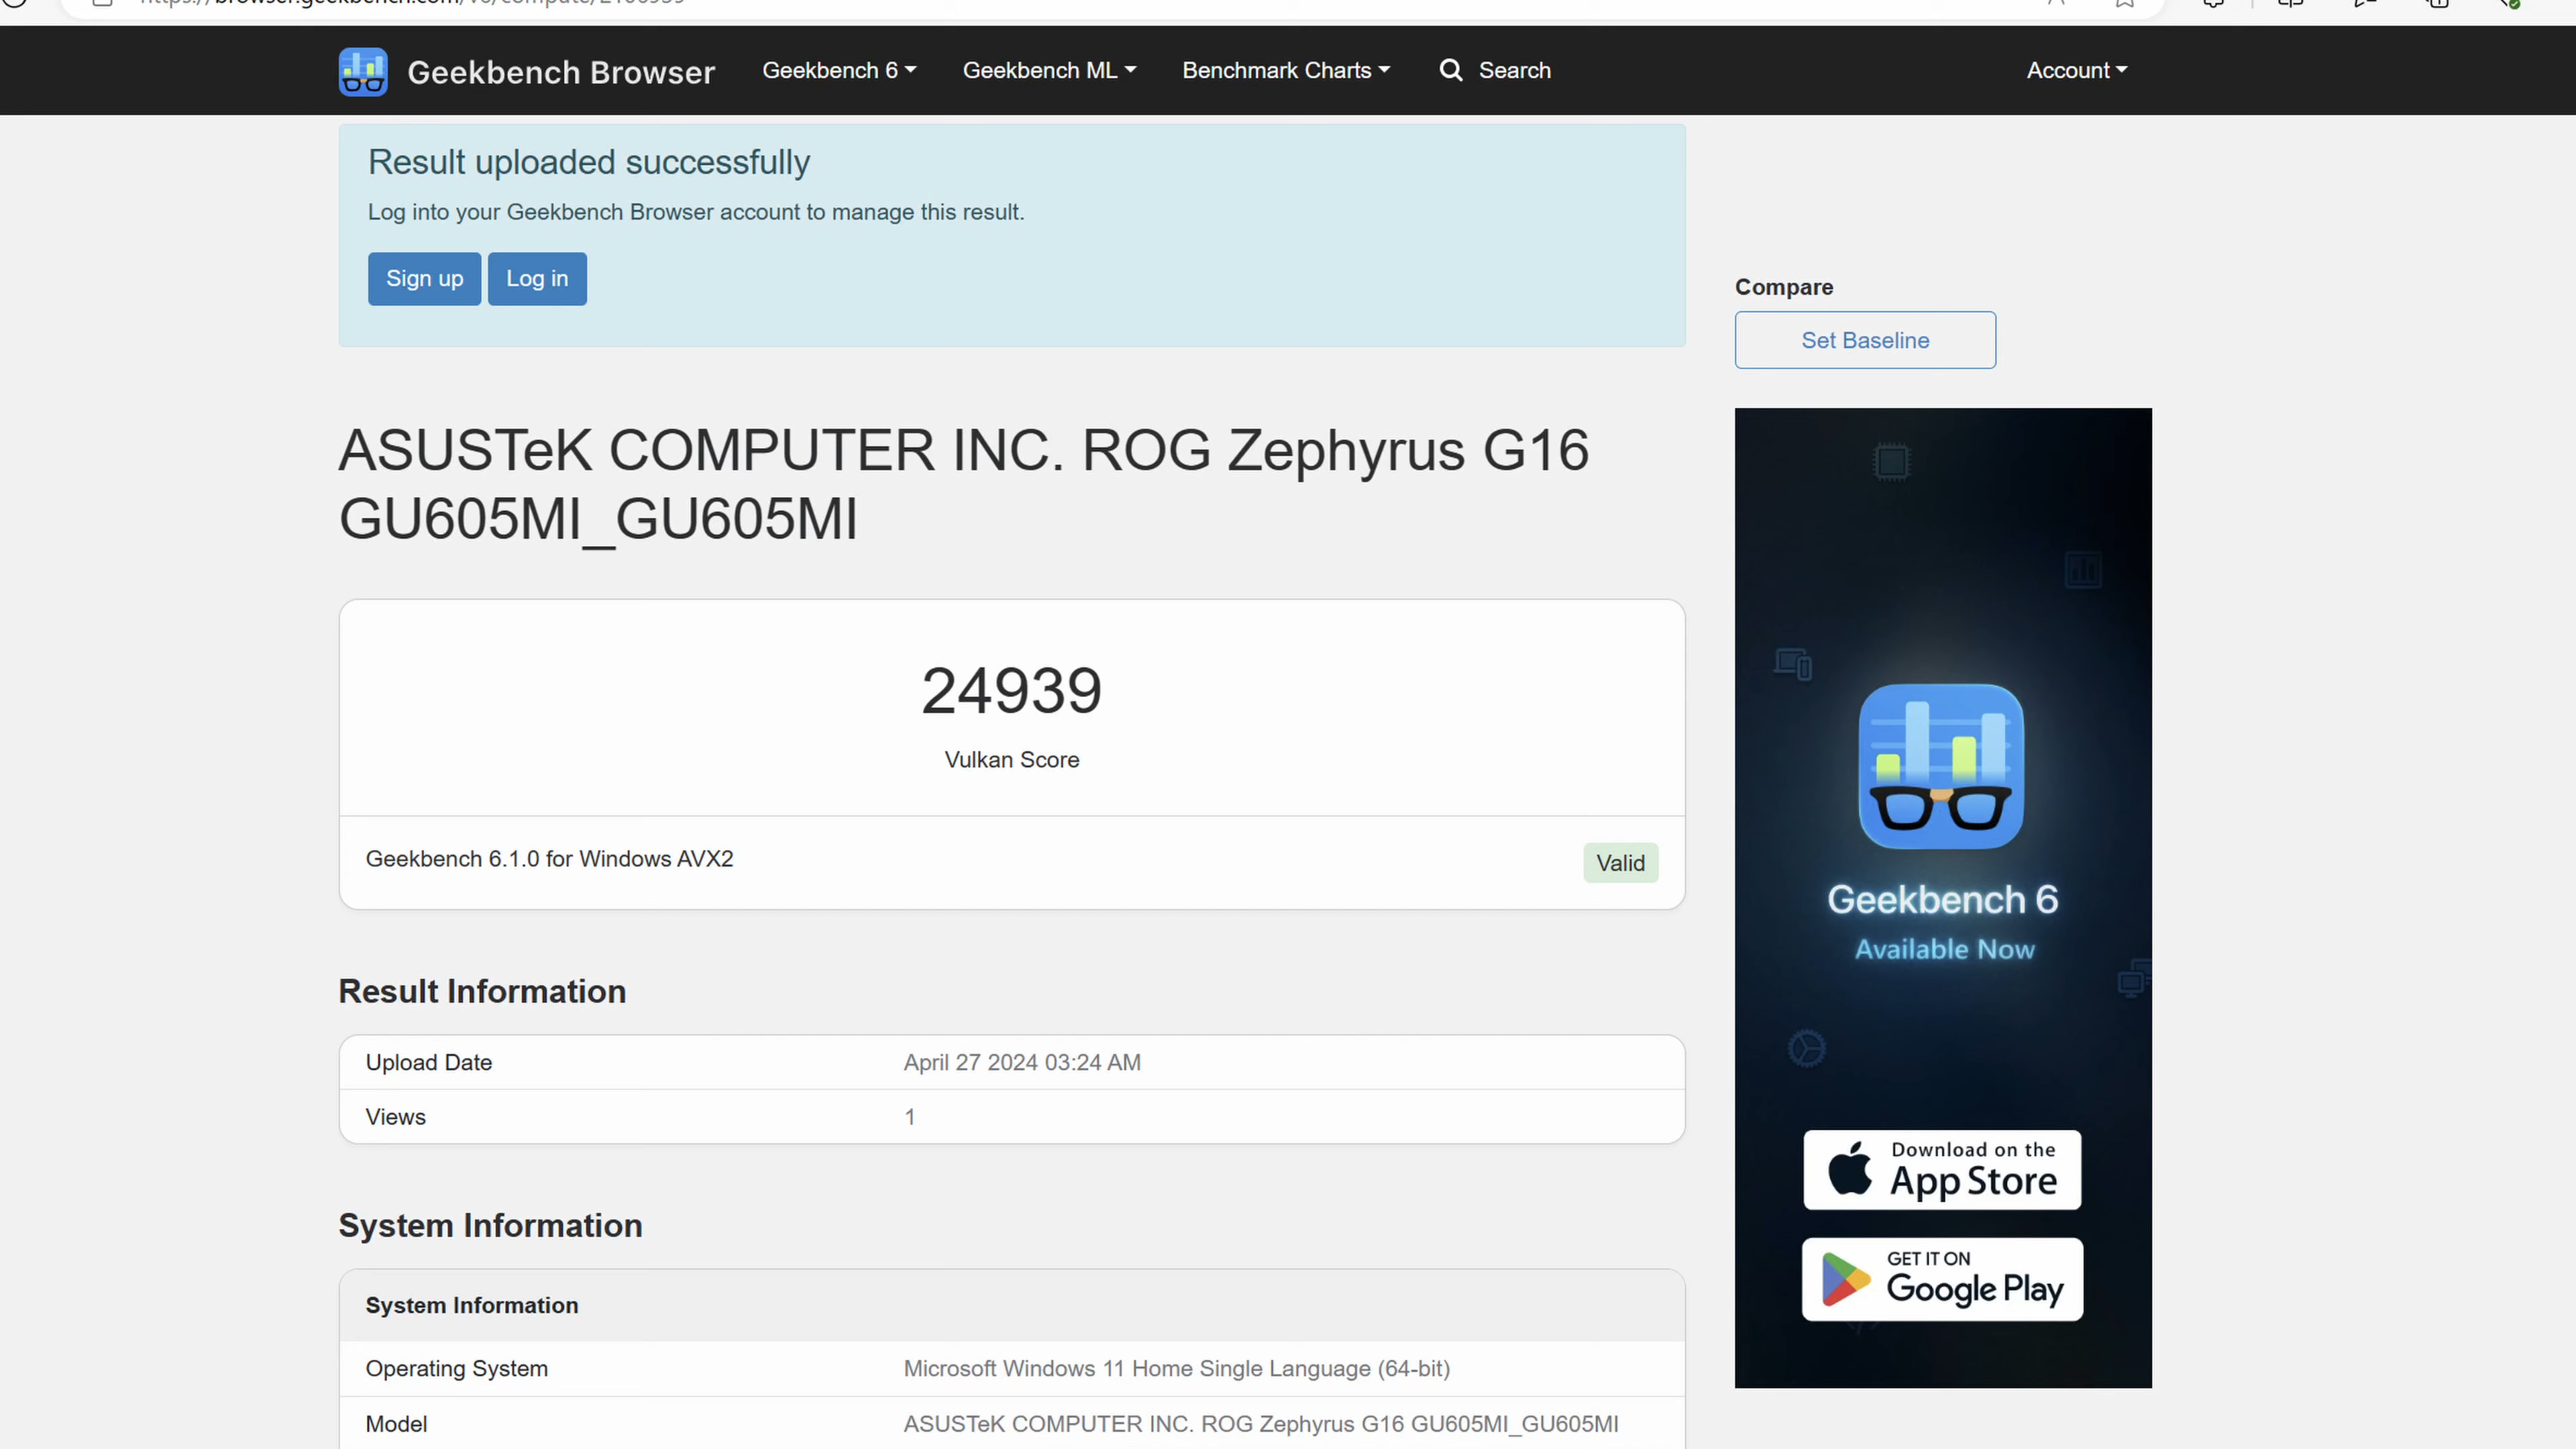 Geekbench Browser Geekbench 6 Geekbench ML Benchmark Charts Search Account
Result uploaded successfully
Log into your Geekbench Browser account to manage this result.
Sign up Log in
Compare
Set Baseline
ASUSTeK COMPUTER INC. ROG Zephyrus G16
GU605MI_GU605MI
24939
Vulkan Score
Geekbench 6.1.0 for Windows AVX2 Valid
Result Information
Upload Date April 27 2024 03:24 AM
Views 1
System Information
System Information
Operating System Microsoft Windows 11 Home Single Language (64-bit)
Model ASUSTeK COMPUTER INC. ROG Zephyrus G16 GU605MI_GU605MI
Geekbench 6
Available Now
Download on the
App Store
GET IT ON
Google Play